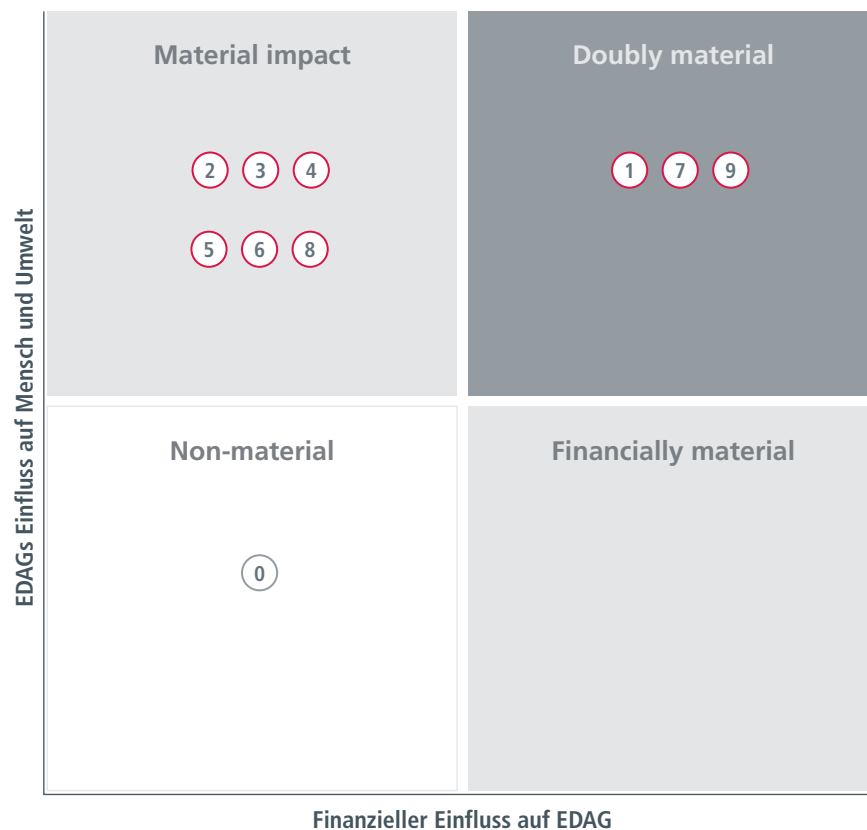 Material impact
Doubly material
2 3 4
1 7 9
5 6 8
EDAGs Einfluss auf Mensch und Umwelt
Non-material
Financially material
0
Finanzieller Einfluss auf EDAG